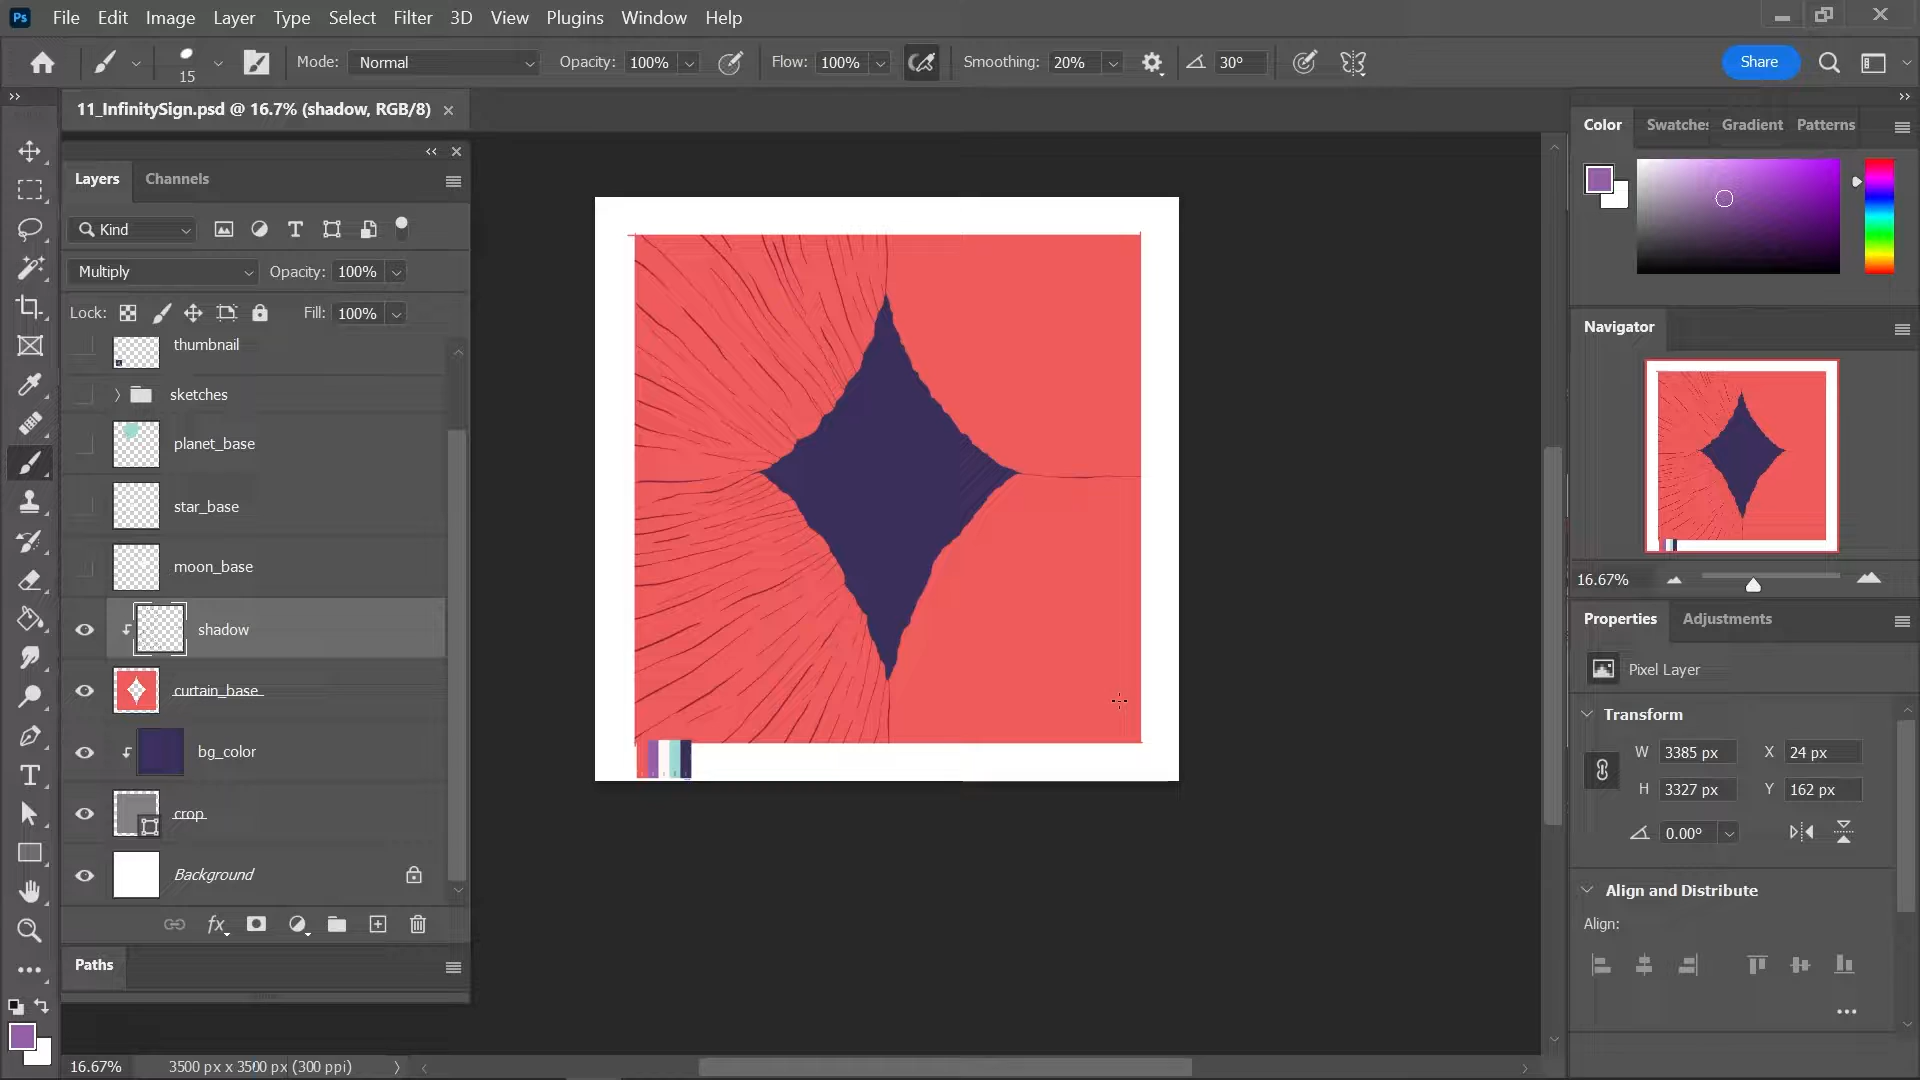 Ps File Edit Image Layer Type Select Filter 3D View Plugins Window Help
15 Mode: Normal Opacity: 100% Flow: 100% Smoothing: 20% 30° Share
11_InfinitySign.psd @ 16.7% (shadow, RGB/8)
Layers Channels
Kind
Multiply Opacity: 100%
Lock: Fill: 100%
thumbnail
sketches
planet_base
star_base
moon_base
shadow
curtain_base
bg_color
crop
Background
fx
Paths
16.67% 3500 px x 3500 px (300 ppi)
Color Swatches Gradient Patterns
Navigator
16.67%
Properties Adjustments
Pixel Layer
Transform
W 3385 px X 24 px
H 3327 px Y 162 px
0.00°
Align and Distribute
Align: